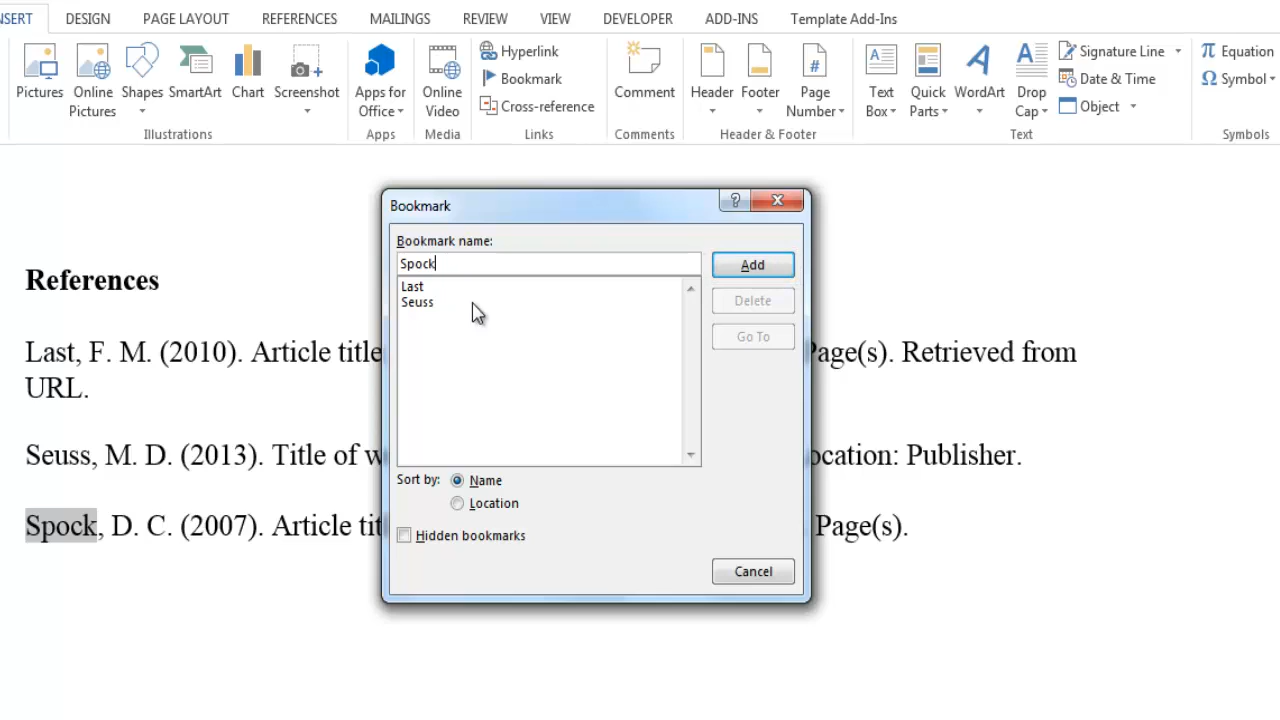 NSERT DESIGN PAGE LAYOUT REFERENCES MAILINGS REVIEW VIEW DEVELOPER ADD-INS Template Add-Ins
Pictures
Online Pictures
Shapes
SmartArt
Chart
Screenshot
Illustrations
Apps for Office
Apps
Online Video
Media
Hyperlink
Bookmark
Cross-reference
Links
Comment
Comments
Header
Footer
Page Number
Header & Footer
Text Box
Quick Parts
WordArt
Drop Cap
Signature Line
Date & Time
Object
Text
Equation
Symbol
Symbols
Bookmark
Bookmark name:
Spock
Add
Last
Seuss
Delete
Go To
Sort by: Name
Location
Hidden bookmarks
Cancel
References
Last, F. M. (2010). Article title Page(s). Retrieved from
URL.
Seuss, M. D. (2013). Title of w ocation: Publisher.
Spock, D. C. (2007). Article tit Page(s).